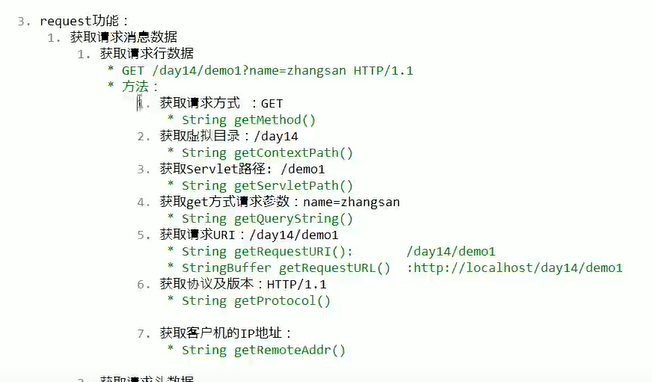 3. request功能：
1. 获取请求消息数据
1. 获取请求行数据
* GET /day14/demo1?name=zhangsan HTTP/1.1
* 方法：
1. 获取请求方式 ：GET
* String getMethod()
2. 获取虚拟目录：/day14
* String getContextPath()
3. 获取Servlet路径: /demo1
* String getServletPath()
4. 获取get方式请求参数：name=zhangsan
* String getQueryString()
5. 获取请求URI：/day14/demo1
* String getRequestURI(): /day14/demo1
* StringBuffer getRequestURL() :http://localhost/day14/demo1
6. 获取协议及版本：HTTP/1.1
* String getProtocol()
7. 获取客户机的IP地址：
* String getRemoteAddr()
2. 获取请求头数据